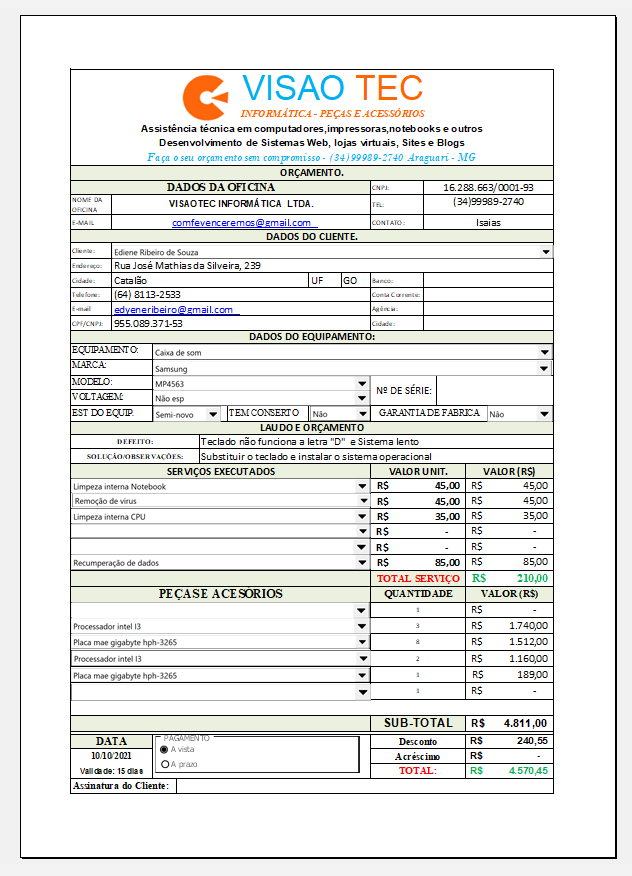 VISAO TEC
INFORMÁTICA - PEÇAS E ACESSÓRIOS
Assistência técnica em computadores,impressoras,notebooks e outros
Desenvolvimento de Sistemas Web, lojas virtuais, Sites e Blogs
Faça o seu orçamento sem compromisso - (34)99989-2740 Araguari - MG
ORÇAMENTO.
DADOS DA OFICINA CNPJ: 16.288.663/0001-93
NOME DA OFICINA VISAOTEC INFORMÁTICA LTDA. TEL: (34)99989-2740
E-MAIL comfevenceremos@gmail.com CONTATO: Isaias
DADOS DO CLIENTE.
Cliente: Ediene Ribeiro de Souza
Endereço: Rua José Mathias da Silveira, 239
Cidade: Catalão UF GO Banco:
Telefone: (64) 8113-2533 Conta Corrente:
E-mail edyeneribeiro@gmail.com Agência:
CPF/CNPJ: 955.089.371-53 Cidade:
DADOS DO EQUIPAMENTO:
EQUIPAMENTO: Caixa de som
MARCA: Samsung
MODELO: MP4563 Nº DE SÉRIE:
VOLTAGEM: Não esp
EST DO EQUIP. Semi-novo TEM CONSERTO Não GARANTIA DE FABRICA Não
LAUDO E ORÇAMENTO
DEFEITO: Teclado não funciona a letra "D" e Sistema lento
SOLUÇÃO/OBSERVAÇÕES: Substituir o teclado e instalar o sistema operacional
SERVIÇOS EXECUTADOS VALOR UNIT. VALOR (R$)
Limpeza interna Notebook R$ 45,00 R$ 45,00
Remoção de virus R$ 45,00 R$ 45,00
Limpeza interna CPU R$ 35,00 R$ 35,00
R$ - R$ -
R$ - R$ -
Recumperação de dados R$ 85,00 R$ 85,00
TOTAL SERVIÇO R$ 210,00
PEÇAS E ACESÓRIOS QUANTIDADE VALOR (R$)
1 R$ -
Processador intel I3 3 R$ 1.740,00
Placa mae gigabyte hph-3265 8 R$ 1.512,00
Processador intel I3 2 R$ 1.160,00
Placa mae gigabyte hph-3265 1 R$ 189,00
1 R$ -
SUB-TOTAL R$ 4.811,00
DATA PAGAMENTO Desconto R$ 240,55
10/10/2021 A vista Acréscimo R$ -
Validade: 15 dias A prazo TOTAL: R$ 4.570,45
Assinatura do Cliente: